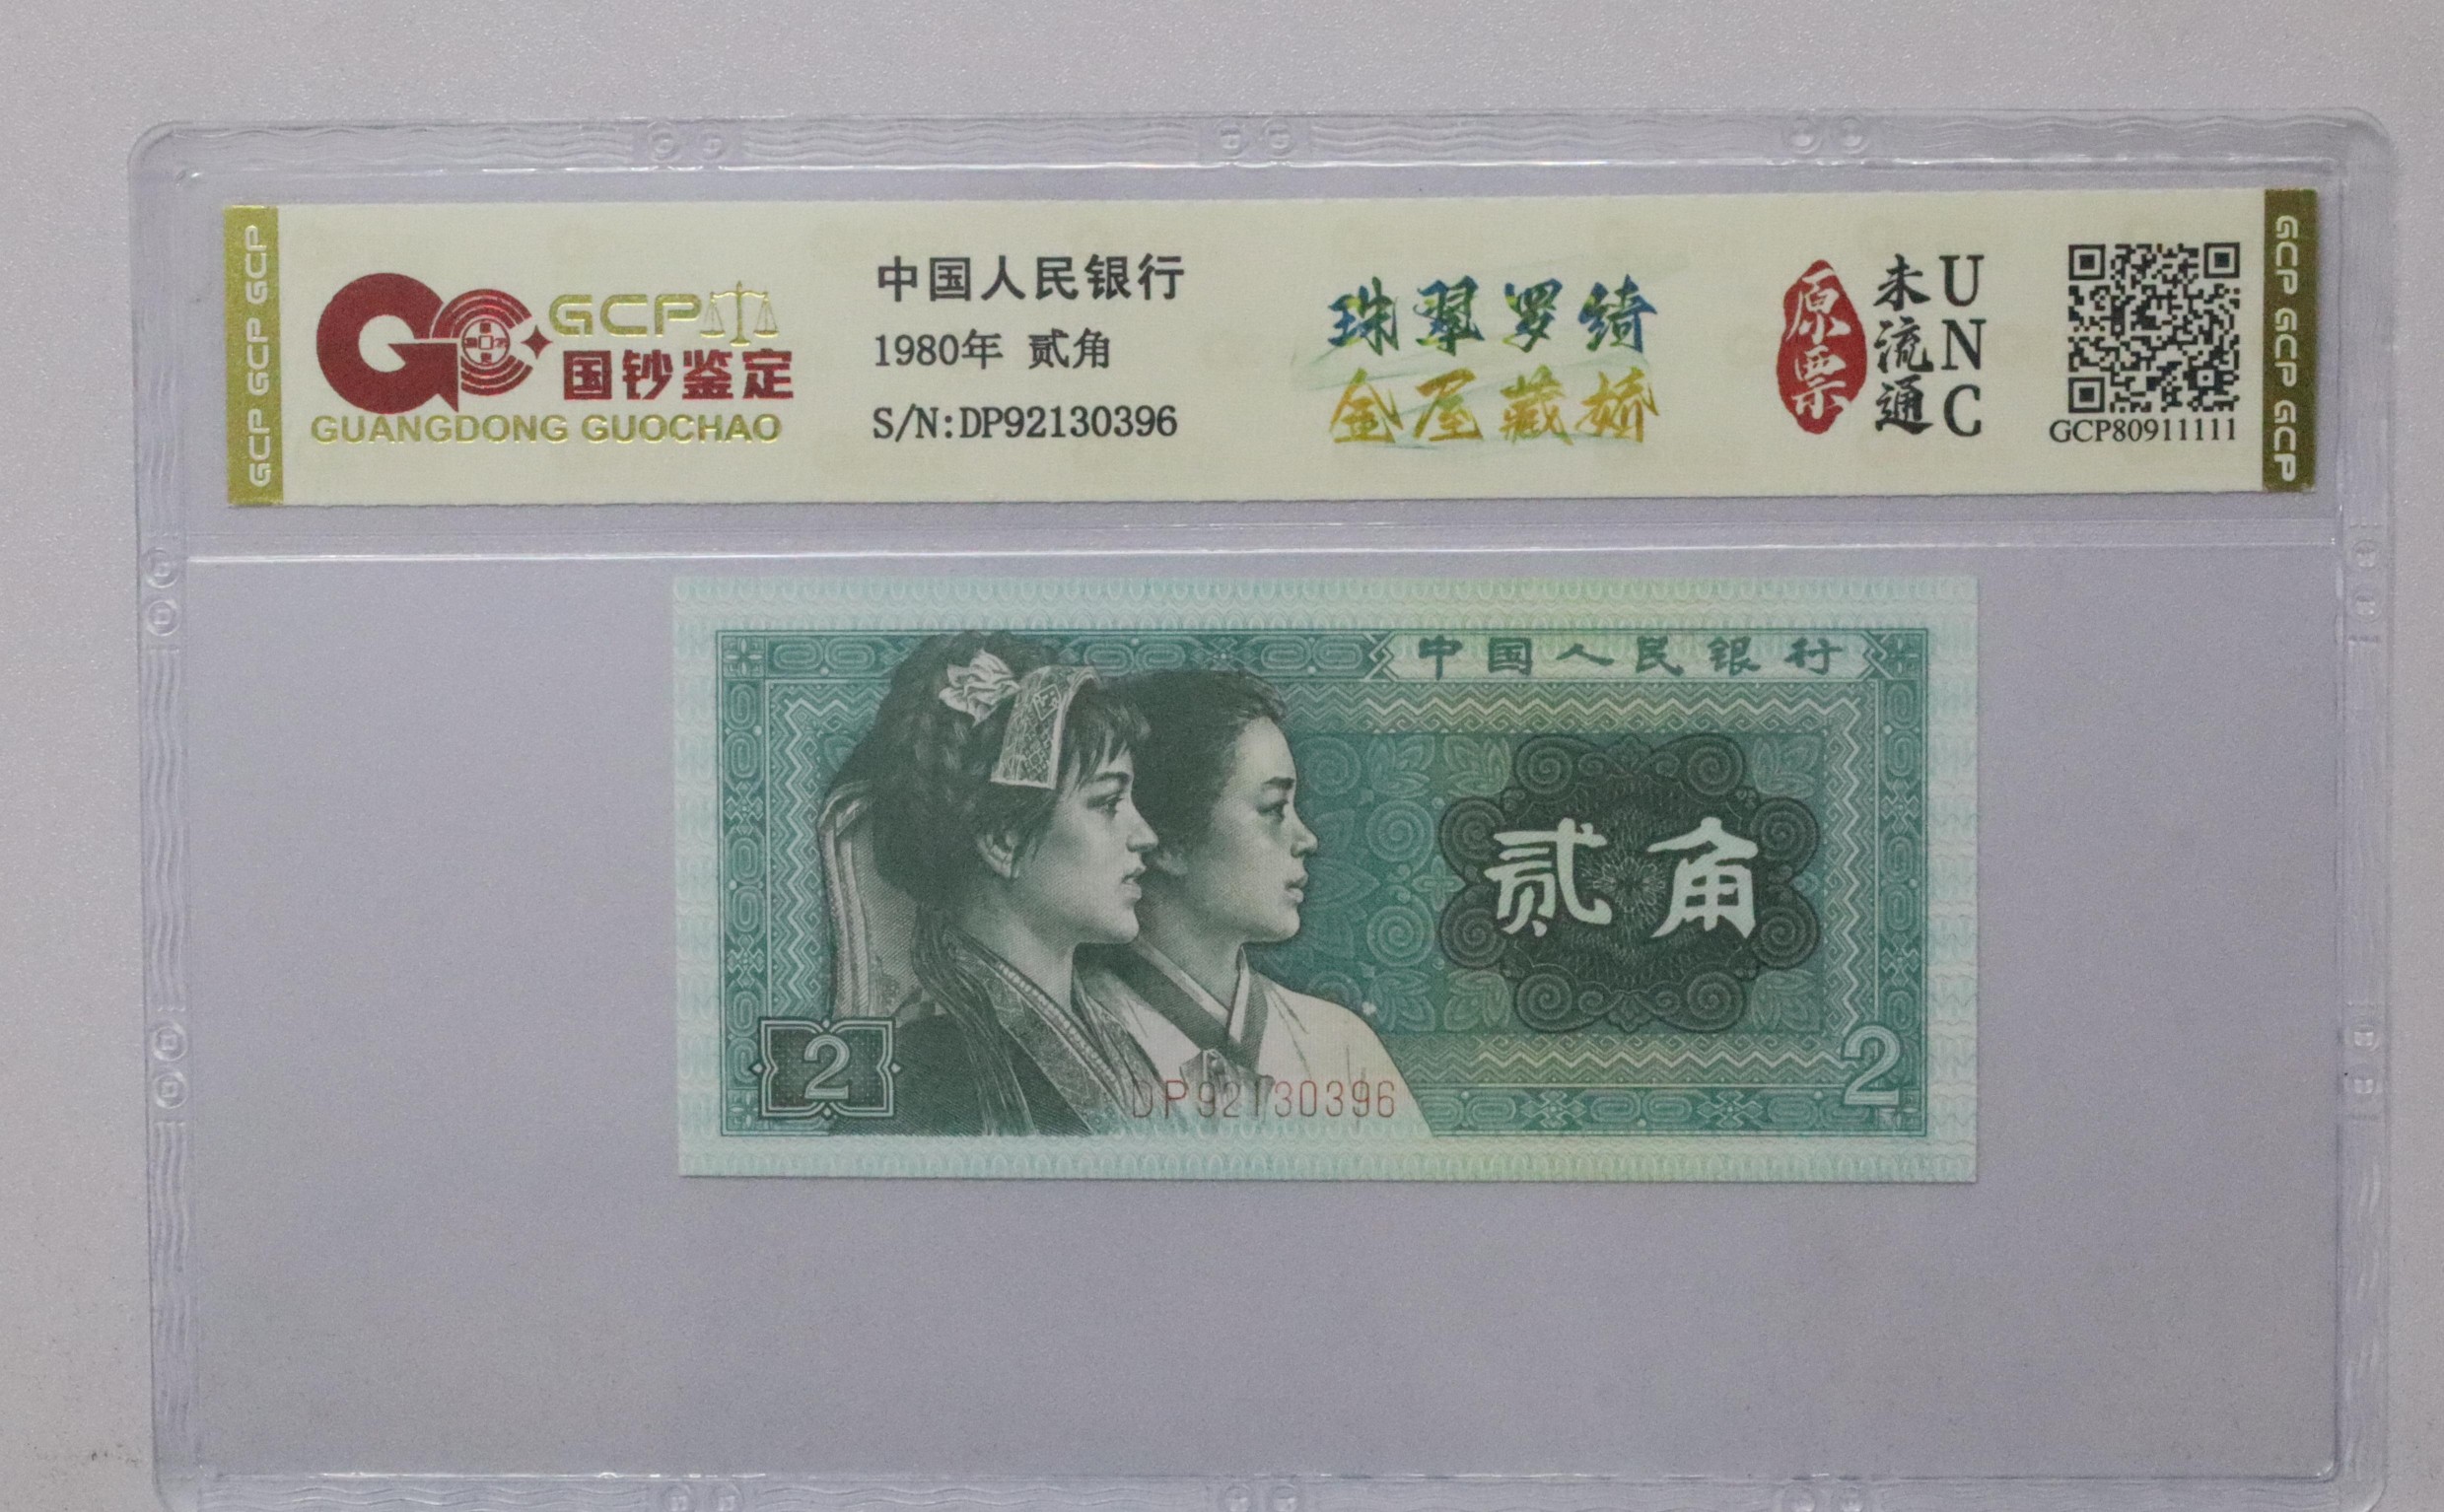 GCP GCP GCP
GCP
国钞鉴定
GUANGDONG GUOCHAO
中国人民银行
1980年 贰角
S/N:DP92130396
珠翠罗绮
金屋藏娇
原票
未流通
UNC
GCP80911111
GCP GCP GCP
中国人民银行
贰角
2
2
DP92130396